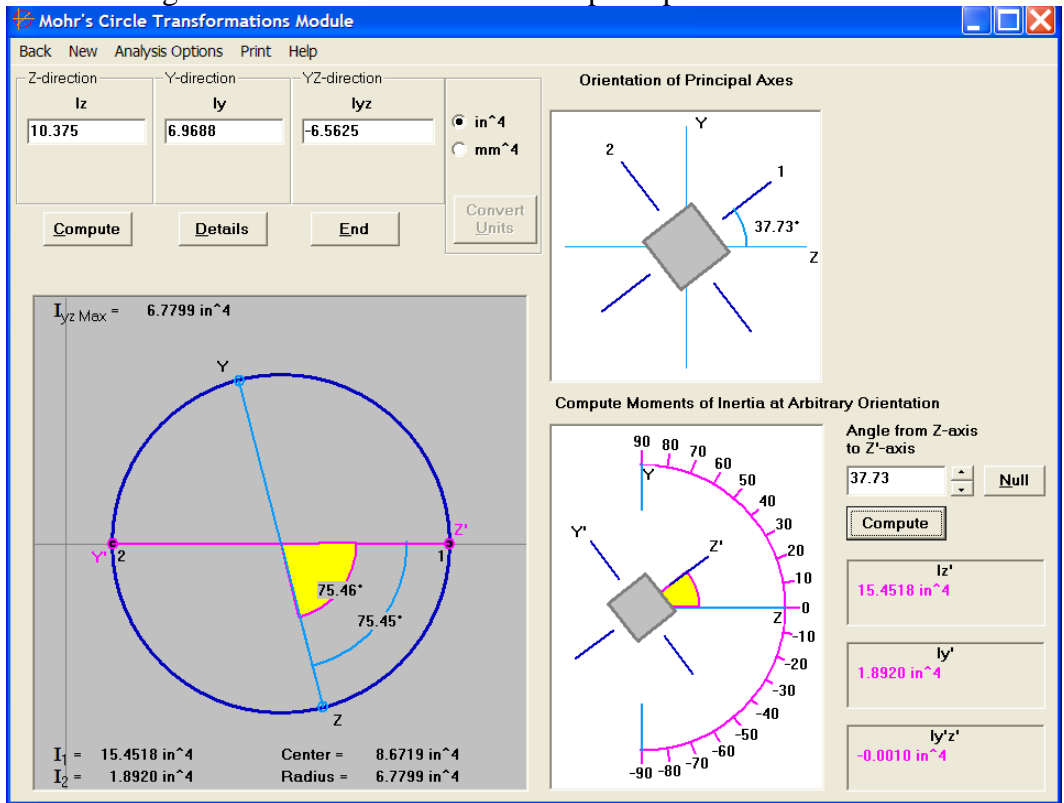 Mohr's Circle Transformations Module
Back New Analysis Options Print Help
Z-direction Y-direction YZ-direction
Iz Iy Iyz
10.375 6.9688 -6.5625
in^4
mm^4
Convert Units
Compute Details End
Orientation of Principal Axes
Y
2
1
37.73°
Z
Iyz Max = 6.7799 in^4
Y
Y' 2
1 Z'
75.46°
75.45°
Z
I1 = 15.4518 in^4 Center = 8.6719 in^4
I2 = 1.8920 in^4 Radius = 6.7799 in^4
Compute Moments of Inertia at Arbitrary Orientation
90 80 70 60 50 40 30 20 10 0 -10 -20 -30 -40 -50 -60 -70 -80 -90
Y
Y'
Z'
Z
Angle from Z-axis
to Z'-axis
37.73 Null
Compute
Iz'
15.4518 in^4
Iy'
1.8920 in^4
Iy'z'
-0.0010 in^4